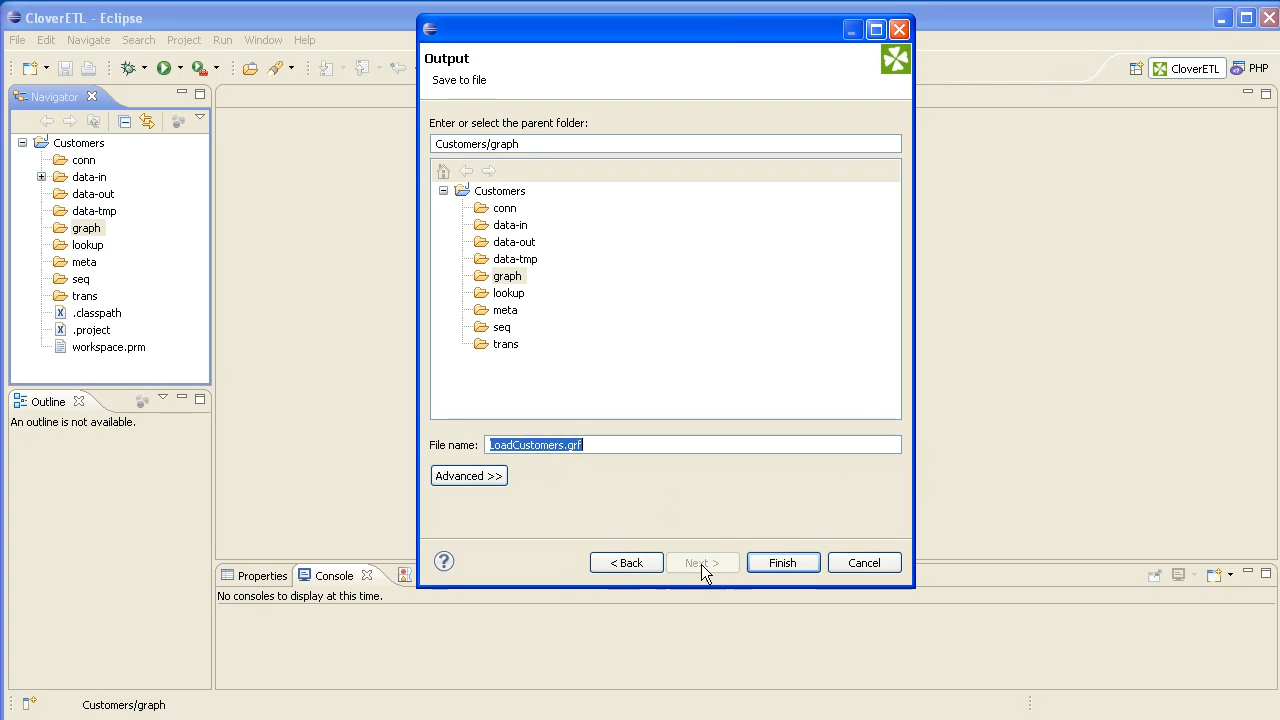 CloverETL - Eclipse
File Edit Navigate Search Project Run Window Help
CloverETL PHP
Navigator
Customers
conn
data-in
data-out
data-tmp
graph
lookup
meta
seq
trans
.classpath
.project
workspace.prm
Outline
An outline is not available.
Output
Save to file
Enter or select the parent folder:
Customers/graph
Customers
conn
data-in
data-out
data-tmp
graph
lookup
meta
seq
trans
File name: LoadCustomers.grf
Advanced >>
< Back Next > Finish Cancel
Properties Console
No consoles to display at this time.
Customers/graph